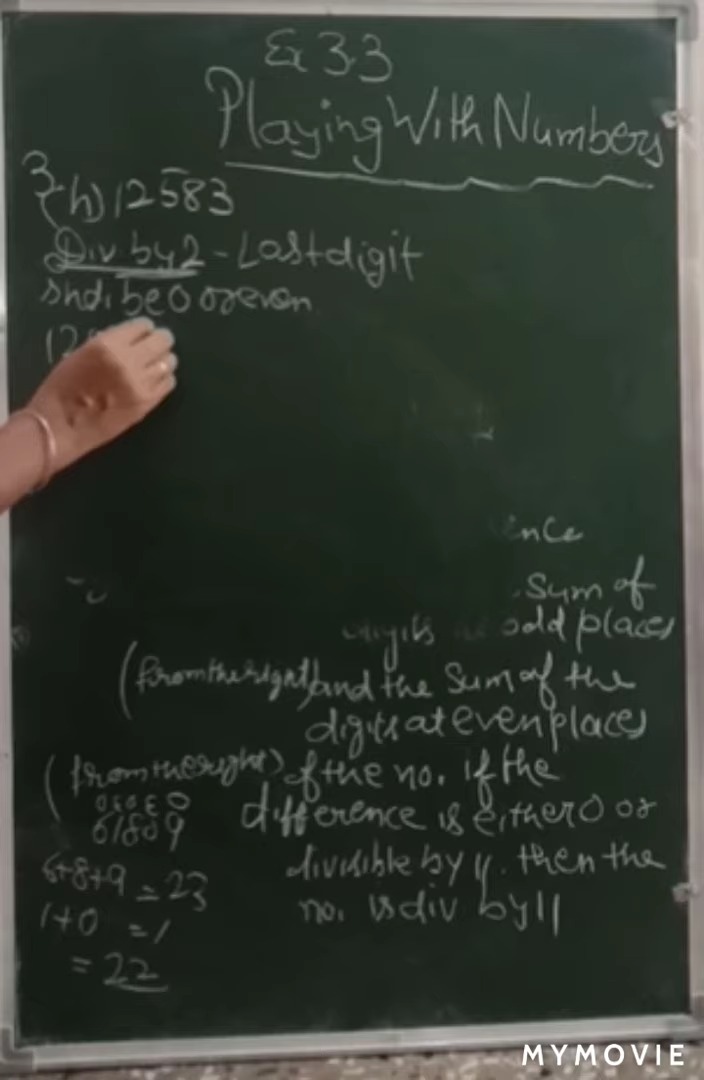 Ex 3.3
Playing With Numbers
3 (h) 12583
Div by 2 - Last digit
shd. be 0 or even
12
ence
Sum of
odd places
(from the right) and the Sum of the
digits at even places
(from the right) of the no. if the
OEOEO
61809
difference is either 0 or
6+8+9 = 23
divisible by 11. then the
1+0 = 1
no. is div by 11
= 22
MYMOVIE